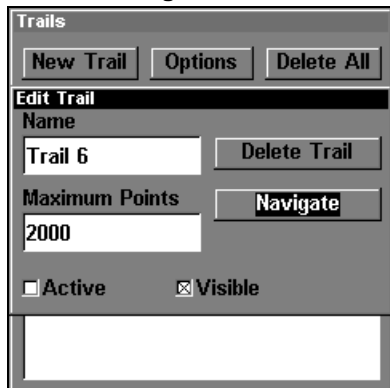 Trails
New Trail Options Delete All
Edit Trail
Name
Trail 6 Delete Trail
Maximum Points Navigate
2000
Active Visible